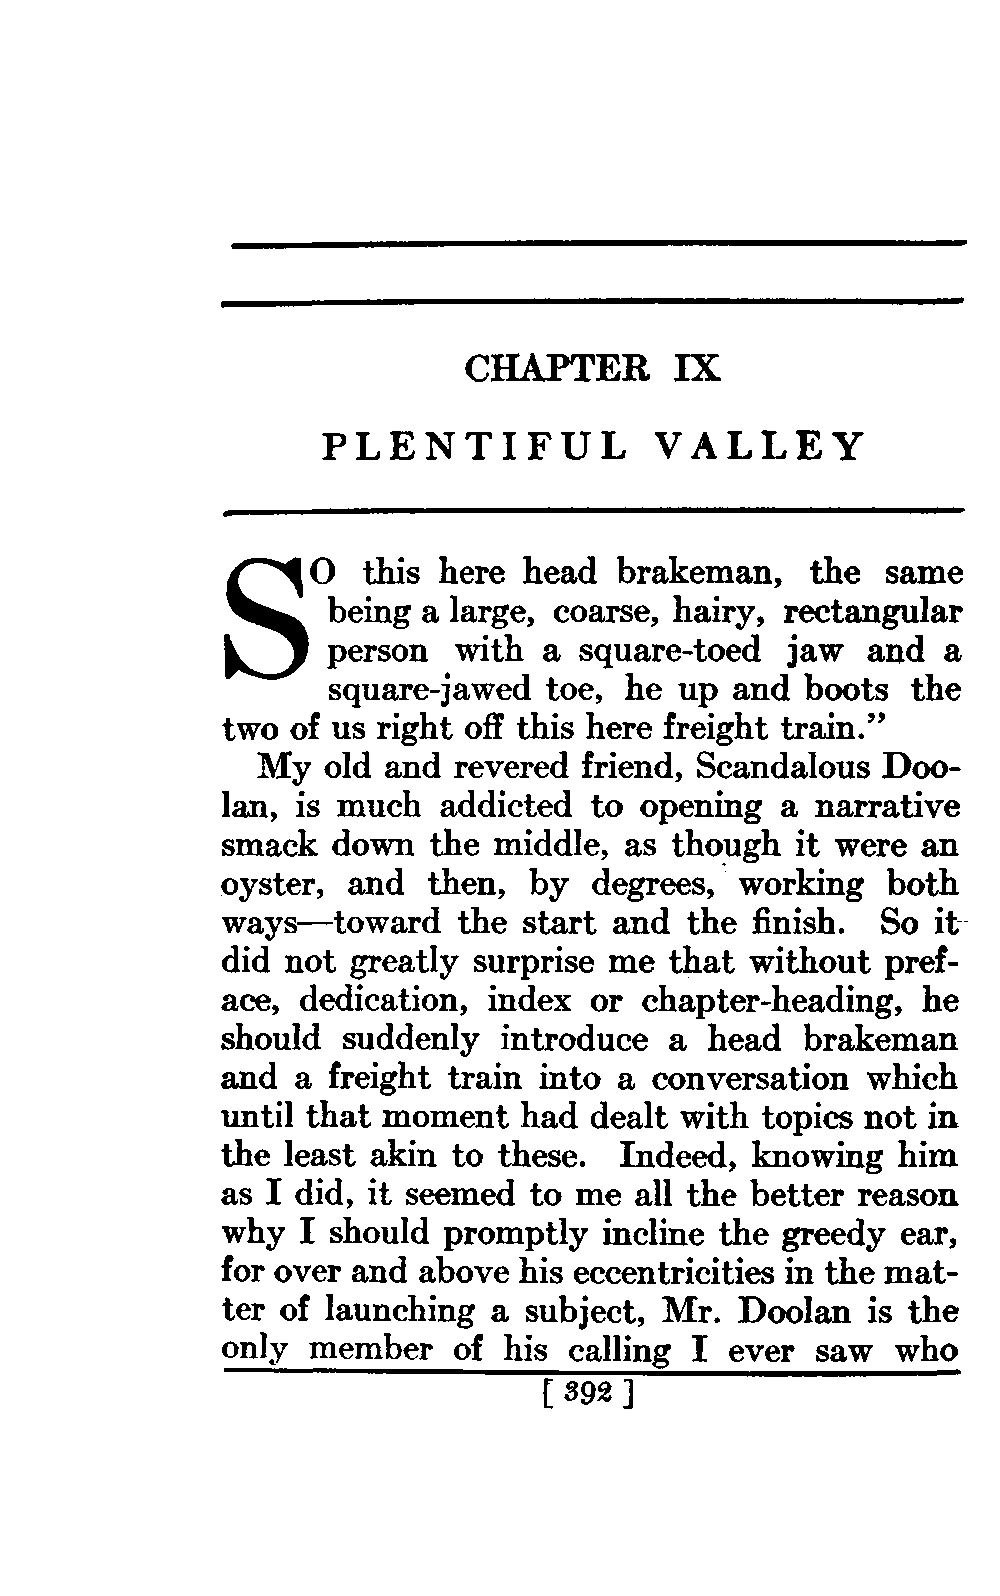 CHAPTER IX
PLENTIFUL VALLEY
SO this here head brakeman, the same
being a large, coarse, hairy, rectangular
person with a square-toed jaw and a
square-jawed toe, he up and boots the
two of us right off this here freight train.”
My old and revered friend, Scandalous Doo-
lan, is much addicted to opening a narrative
smack down the middle, as though it were an
oyster, and then, by degrees, working both
ways—toward the start and the finish. So it
did not greatly surprise me that without pref-
ace, dedication, index or chapter-heading, he
should suddenly introduce a head brakeman
and a freight train into a conversation which
until that moment had dealt with topics not in
the least akin to these. Indeed, knowing him
as I did, it seemed to me all the better reason
why I should promptly incline the greedy ear,
for over and above his eccentricities in the mat-
ter of launching a subject, Mr. Doolan is the
only member of his calling I ever saw who
[ 392 ]